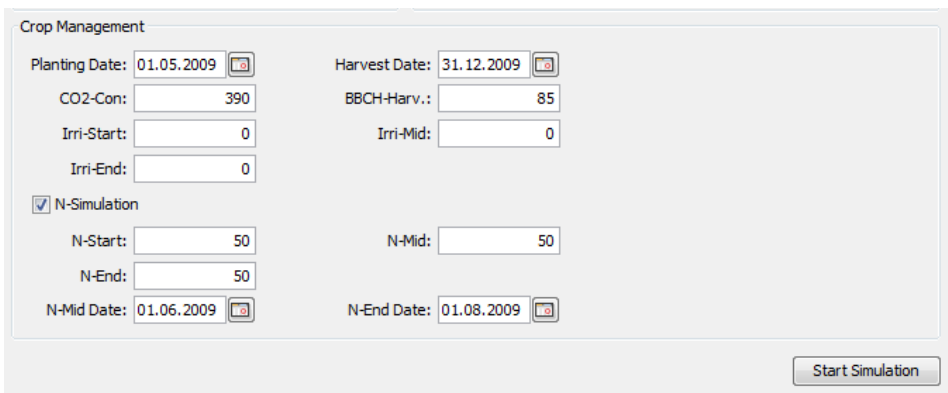 Crop Management
Planting Date: 01.05.2009 Harvest Date: 31.12.2009
CO2-Con: 390 BBCH-Harv.: 85
Irri-Start: 0 Irri-Mid: 0
Irri-End: 0
N-Simulation
N-Start: 50 N-Mid: 50
N-End: 50
N-Mid Date: 01.06.2009 N-End Date: 01.08.2009
Start Simulation